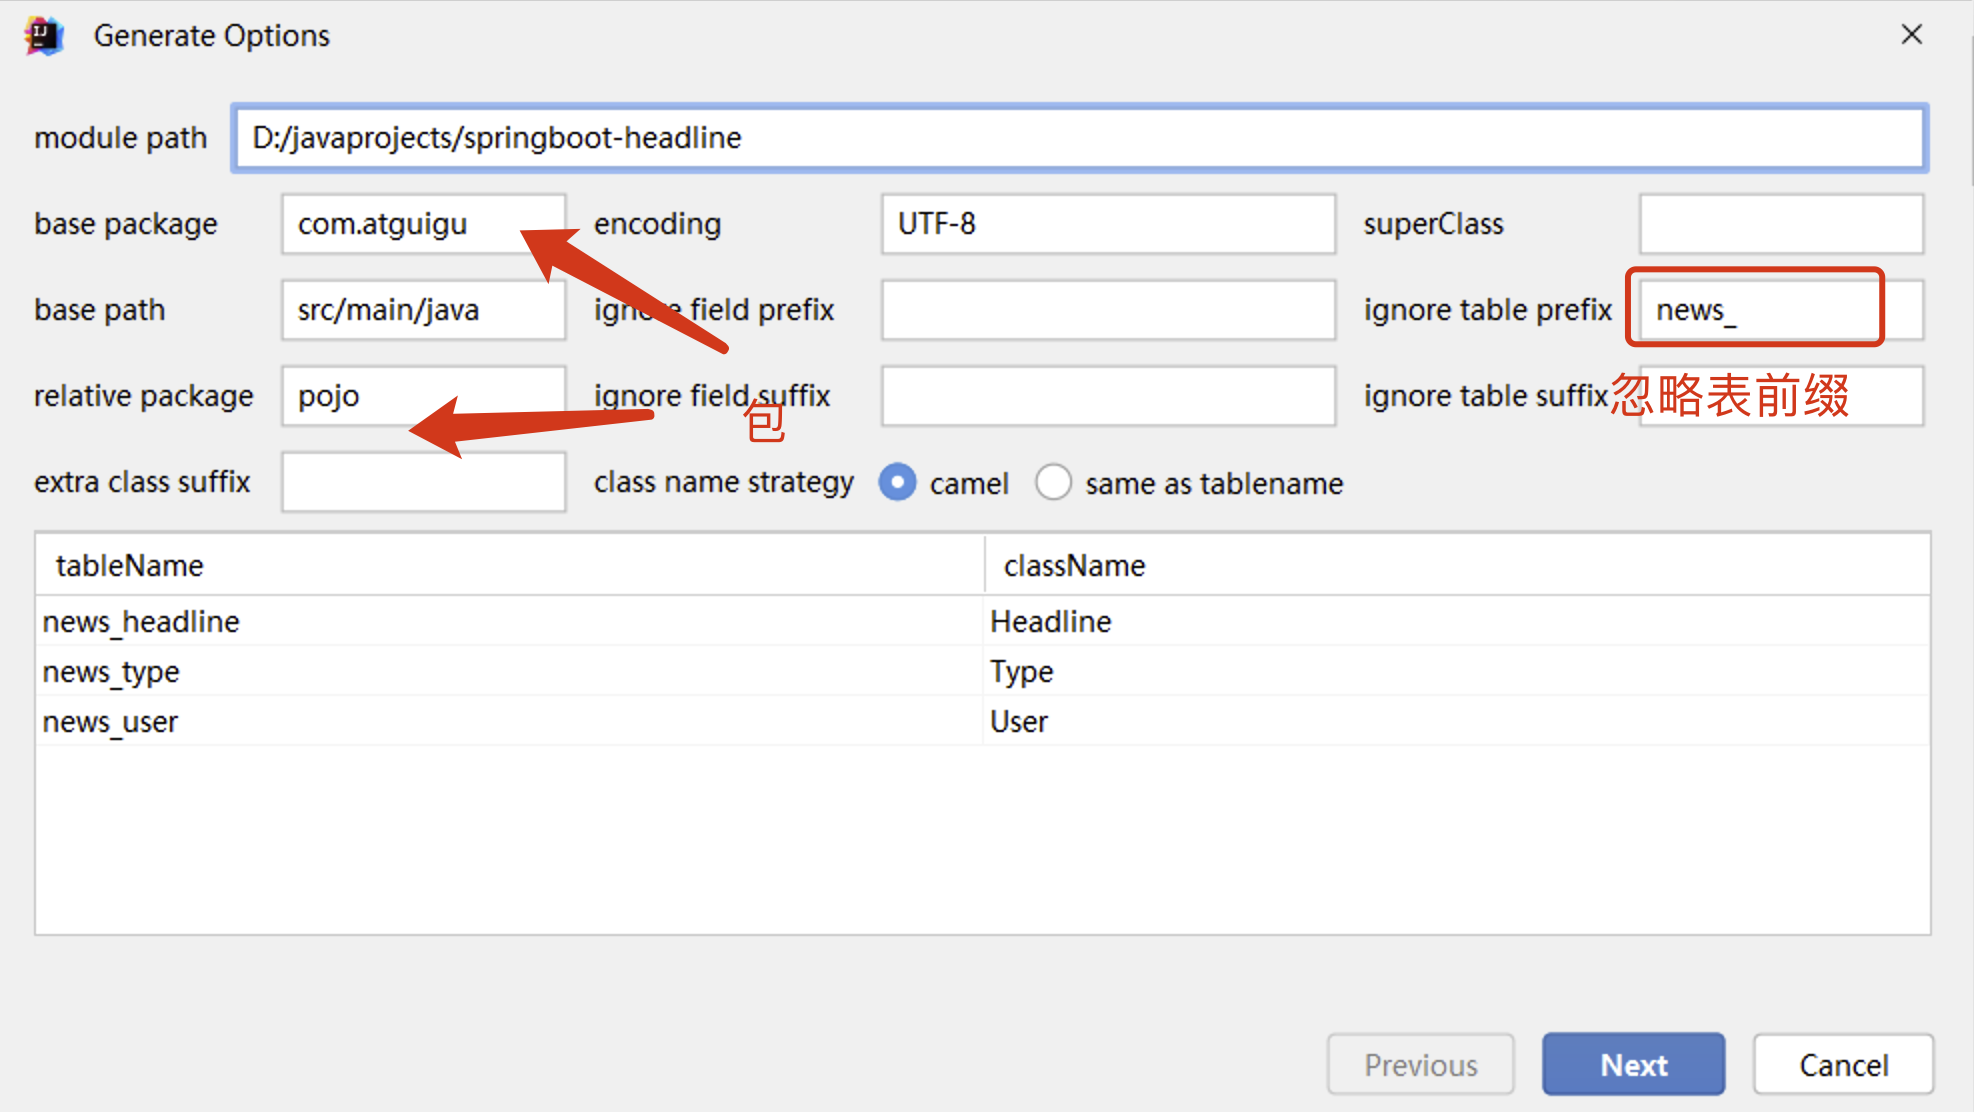 Generate Options
module path D:/javaprojects/springboot-headline
base package com.atguigu encoding UTF-8 superClass
base path src/main/java ignore field prefix ignore table prefix news_
relative package pojo ignore field suffix ignore table suffix 忽略表前缀
包
extra class suffix class name strategy camel same as tablename
tableName className
news_headline Headline
news_type Type
news_user User
Previous Next Cancel